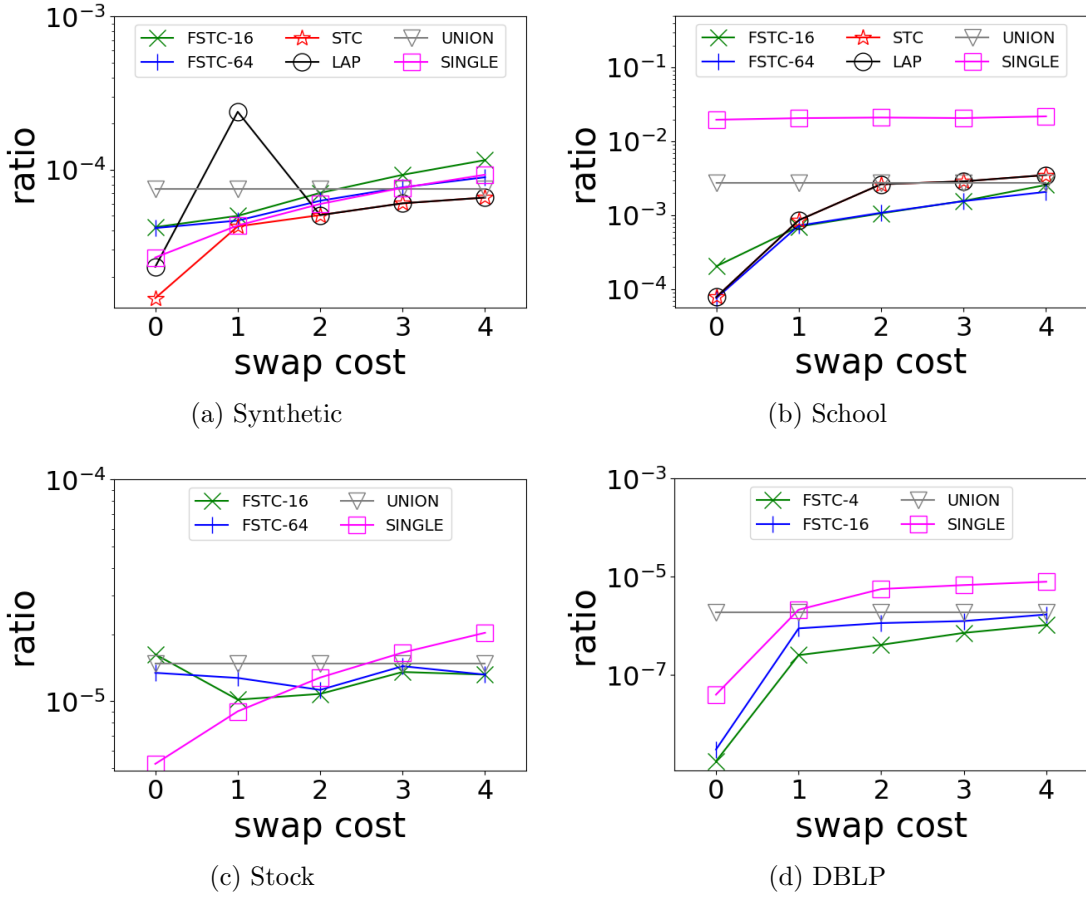 10⁻³
FSTC-16 STC UNION
FSTC-64 LAP SINGLE
10⁻⁴
ratio
0 1 2 3 4
swap cost
(a) Synthetic
FSTC-16 STC UNION
FSTC-64 LAP SINGLE
10⁻¹
10⁻²
10⁻³
10⁻⁴
ratio
0 1 2 3 4
swap cost
(b) School
10⁻⁴
FSTC-16 UNION
FSTC-64 SINGLE
10⁻⁵
ratio
0 1 2 3 4
swap cost
(c) Stock
10⁻³
FSTC-4 UNION
FSTC-16 SINGLE
10⁻⁵
10⁻⁷
ratio
0 1 2 3 4
swap cost
(d) DBLP